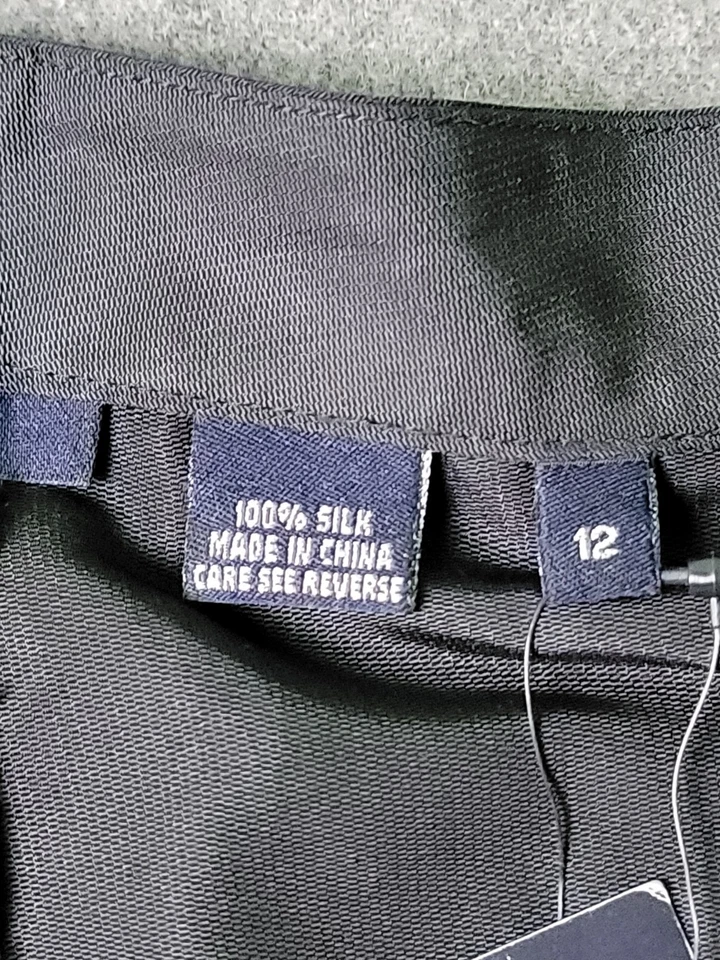 100% SILK
MADE IN CHINA
CARE SEE REVERSE
12